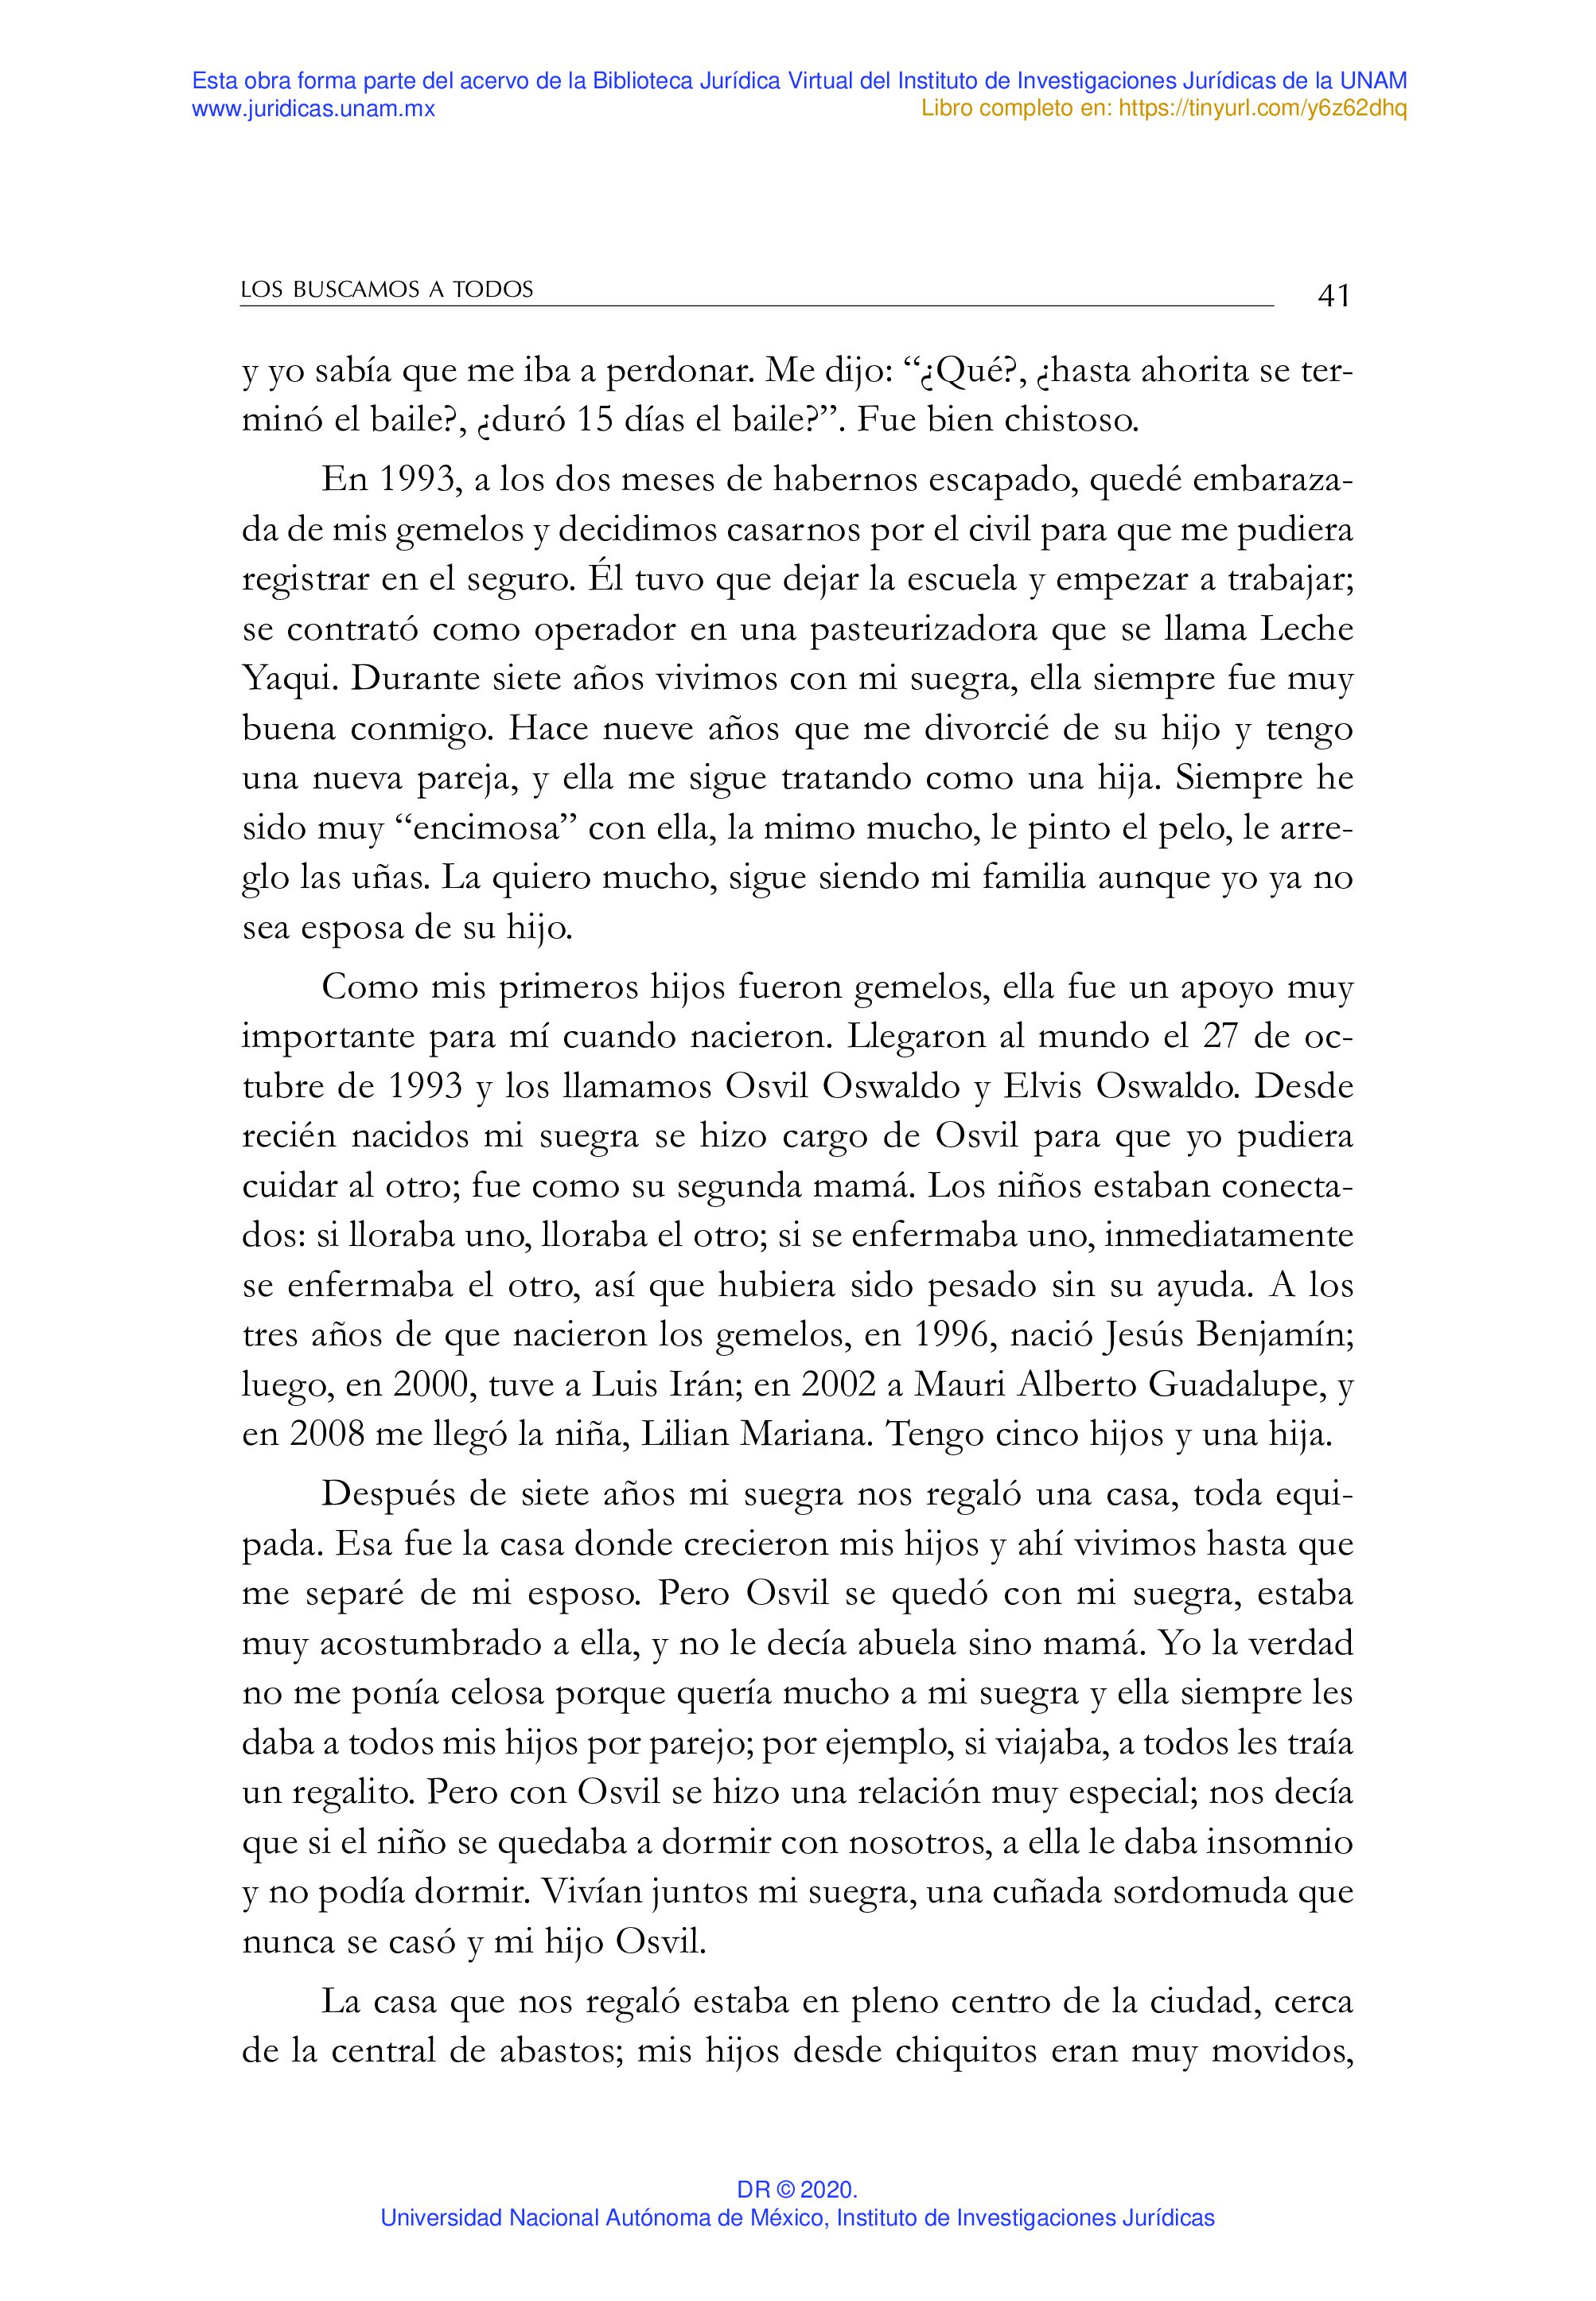 Esta obra forma parte del acervo de la Biblioteca Jurídica Virtual del Instituto de Investigaciones Jurídicas de la UNAM
www.juridicas.unam.mx
Libro completo en: https://tinyurl.com/y6z62dhq
LOS BUSCAMOS A TODOS
41
y yo sabía que me iba a perdonar. Me dijo: “¿Qué?, ¿hasta ahorita se ter-
minó el baile?, ¿duró 15 días el baile?”. Fue bien chistoso.
En 1993, a los dos meses de habernos escapado, quedé embaraza-
da de mis gemelos y decidimos casarnos por el civil para que me pudiera
registrar en el seguro. Él tuvo que dejar la escuela y empezar a trabajar;
se contrató como operador en una pasteurizadora que se llama Leche
Yaqui. Durante siete años vivimos con mi suegra, ella siempre fue muy
buena conmigo. Hace nueve años que me divorcié de su hijo y tengo
una nueva pareja, y ella me sigue tratando como una hija. Siempre he
sido muy “encimosa” con ella, la mimo mucho, le pinto el pelo, le arre-
glo las uñas. La quiero mucho, sigue siendo mi familia aunque yo ya no
sea esposa de su hijo.
Como mis primeros hijos fueron gemelos, ella fue un apoyo muy
importante para mí cuando nacieron. Llegaron al mundo el 27 de oc-
tubre de 1993 y los llamamos Osvil Oswaldo y Elvis Oswaldo. Desde
recién nacidos mi suegra se hizo cargo de Osvil para que yo pudiera
cuidar al otro; fue como su segunda mamá. Los niños estaban conecta-
dos: si lloraba uno, lloraba el otro; si se enfermaba uno, inmediatamente
se enfermaba el otro, así que hubiera sido pesado sin su ayuda. A los
tres años de que nacieron los gemelos, en 1996, nació Jesús Benjamín;
luego, en 2000, tuve a Luis Irán; en 2002 a Mauri Alberto Guadalupe, y
en 2008 me llegó la niña, Lilian Mariana. Tengo cinco hijos y una hija.
Después de siete años mi suegra nos regaló una casa, toda equi-
pada. Esa fue la casa donde crecieron mis hijos y ahí vivimos hasta que
me separé de mi esposo. Pero Osvil se quedó con mi suegra, estaba
muy acostumbrado a ella, y no le decía abuela sino mamá. Yo la verdad
no me ponía celosa porque quería mucho a mi suegra y ella siempre les
daba a todos mis hijos por parejo; por ejemplo, si viajaba, a todos les traía
un regalito. Pero con Osvil se hizo una relación muy especial; nos decía
que si el niño se quedaba a dormir con nosotros, a ella le daba insomnio
y no podía dormir. Vivían juntos mi suegra, una cuñada sordomuda que
nunca se casó y mi hijo Osvil.
La casa que nos regaló estaba en pleno centro de la ciudad, cerca
de la central de abastos; mis hijos desde chiquitos eran muy movidos,
DR © 2020.
Universidad Nacional Autónoma de México, Instituto de Investigaciones Jurídicas